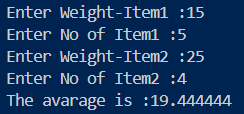 Enter Weight-Item1 :15
Enter No of Item1 :5
Enter Weight-Item2 :25
Enter No of Item2 :4
The avarage is :19.444444